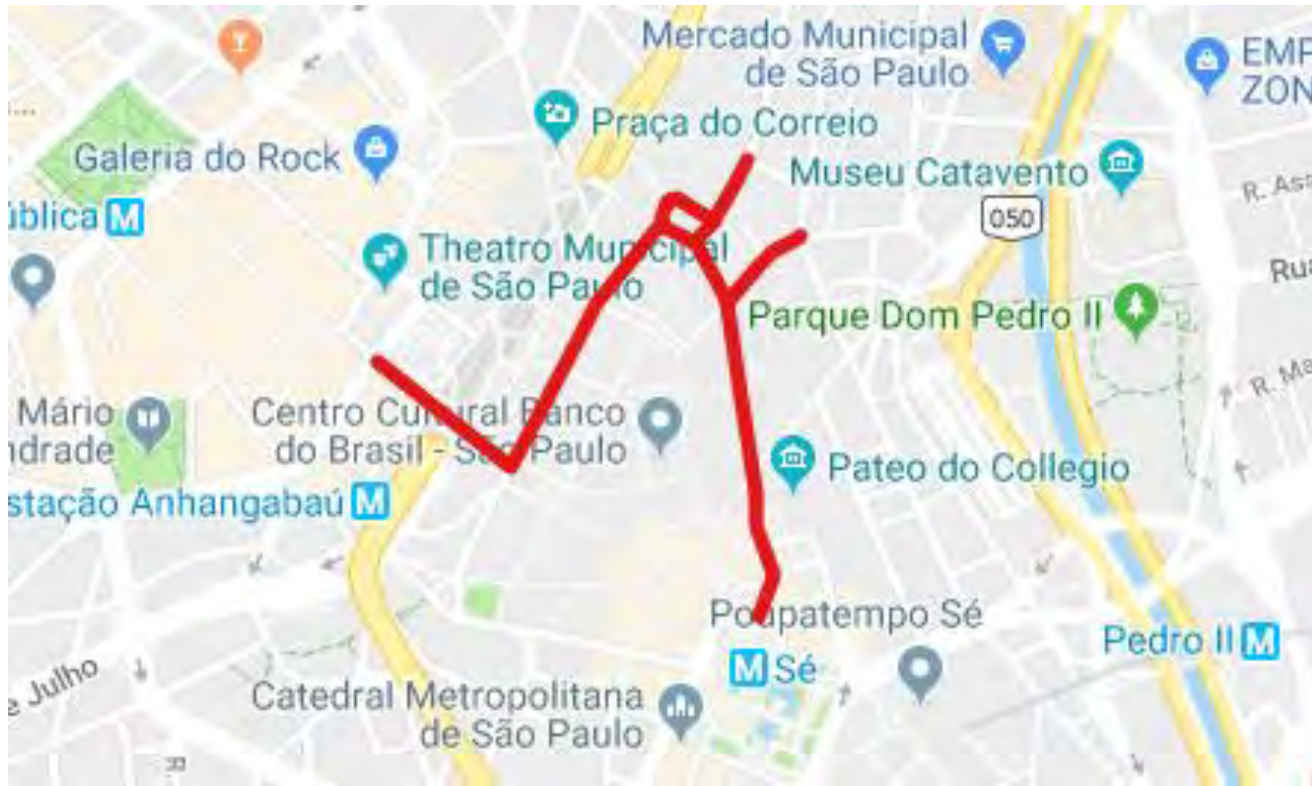 Mercado Municipal
de São Paulo
EMP
ZON
Praça do Correio
Galeria do Rock
Museu Catavento
R. Ass
ública M
050
Theatro Municipal
de São Paulo
Rua
Parque Dom Pedro II
R. Ma
Mário
ndrade
Centro Cultural Banco
do Brasil - São Paulo
Pateo do Collegio
stação Anhangabaú M
Poupatempo Sé
Pedro II M
M Sé
e Julho
Catedral Metropolitana
de São Paulo